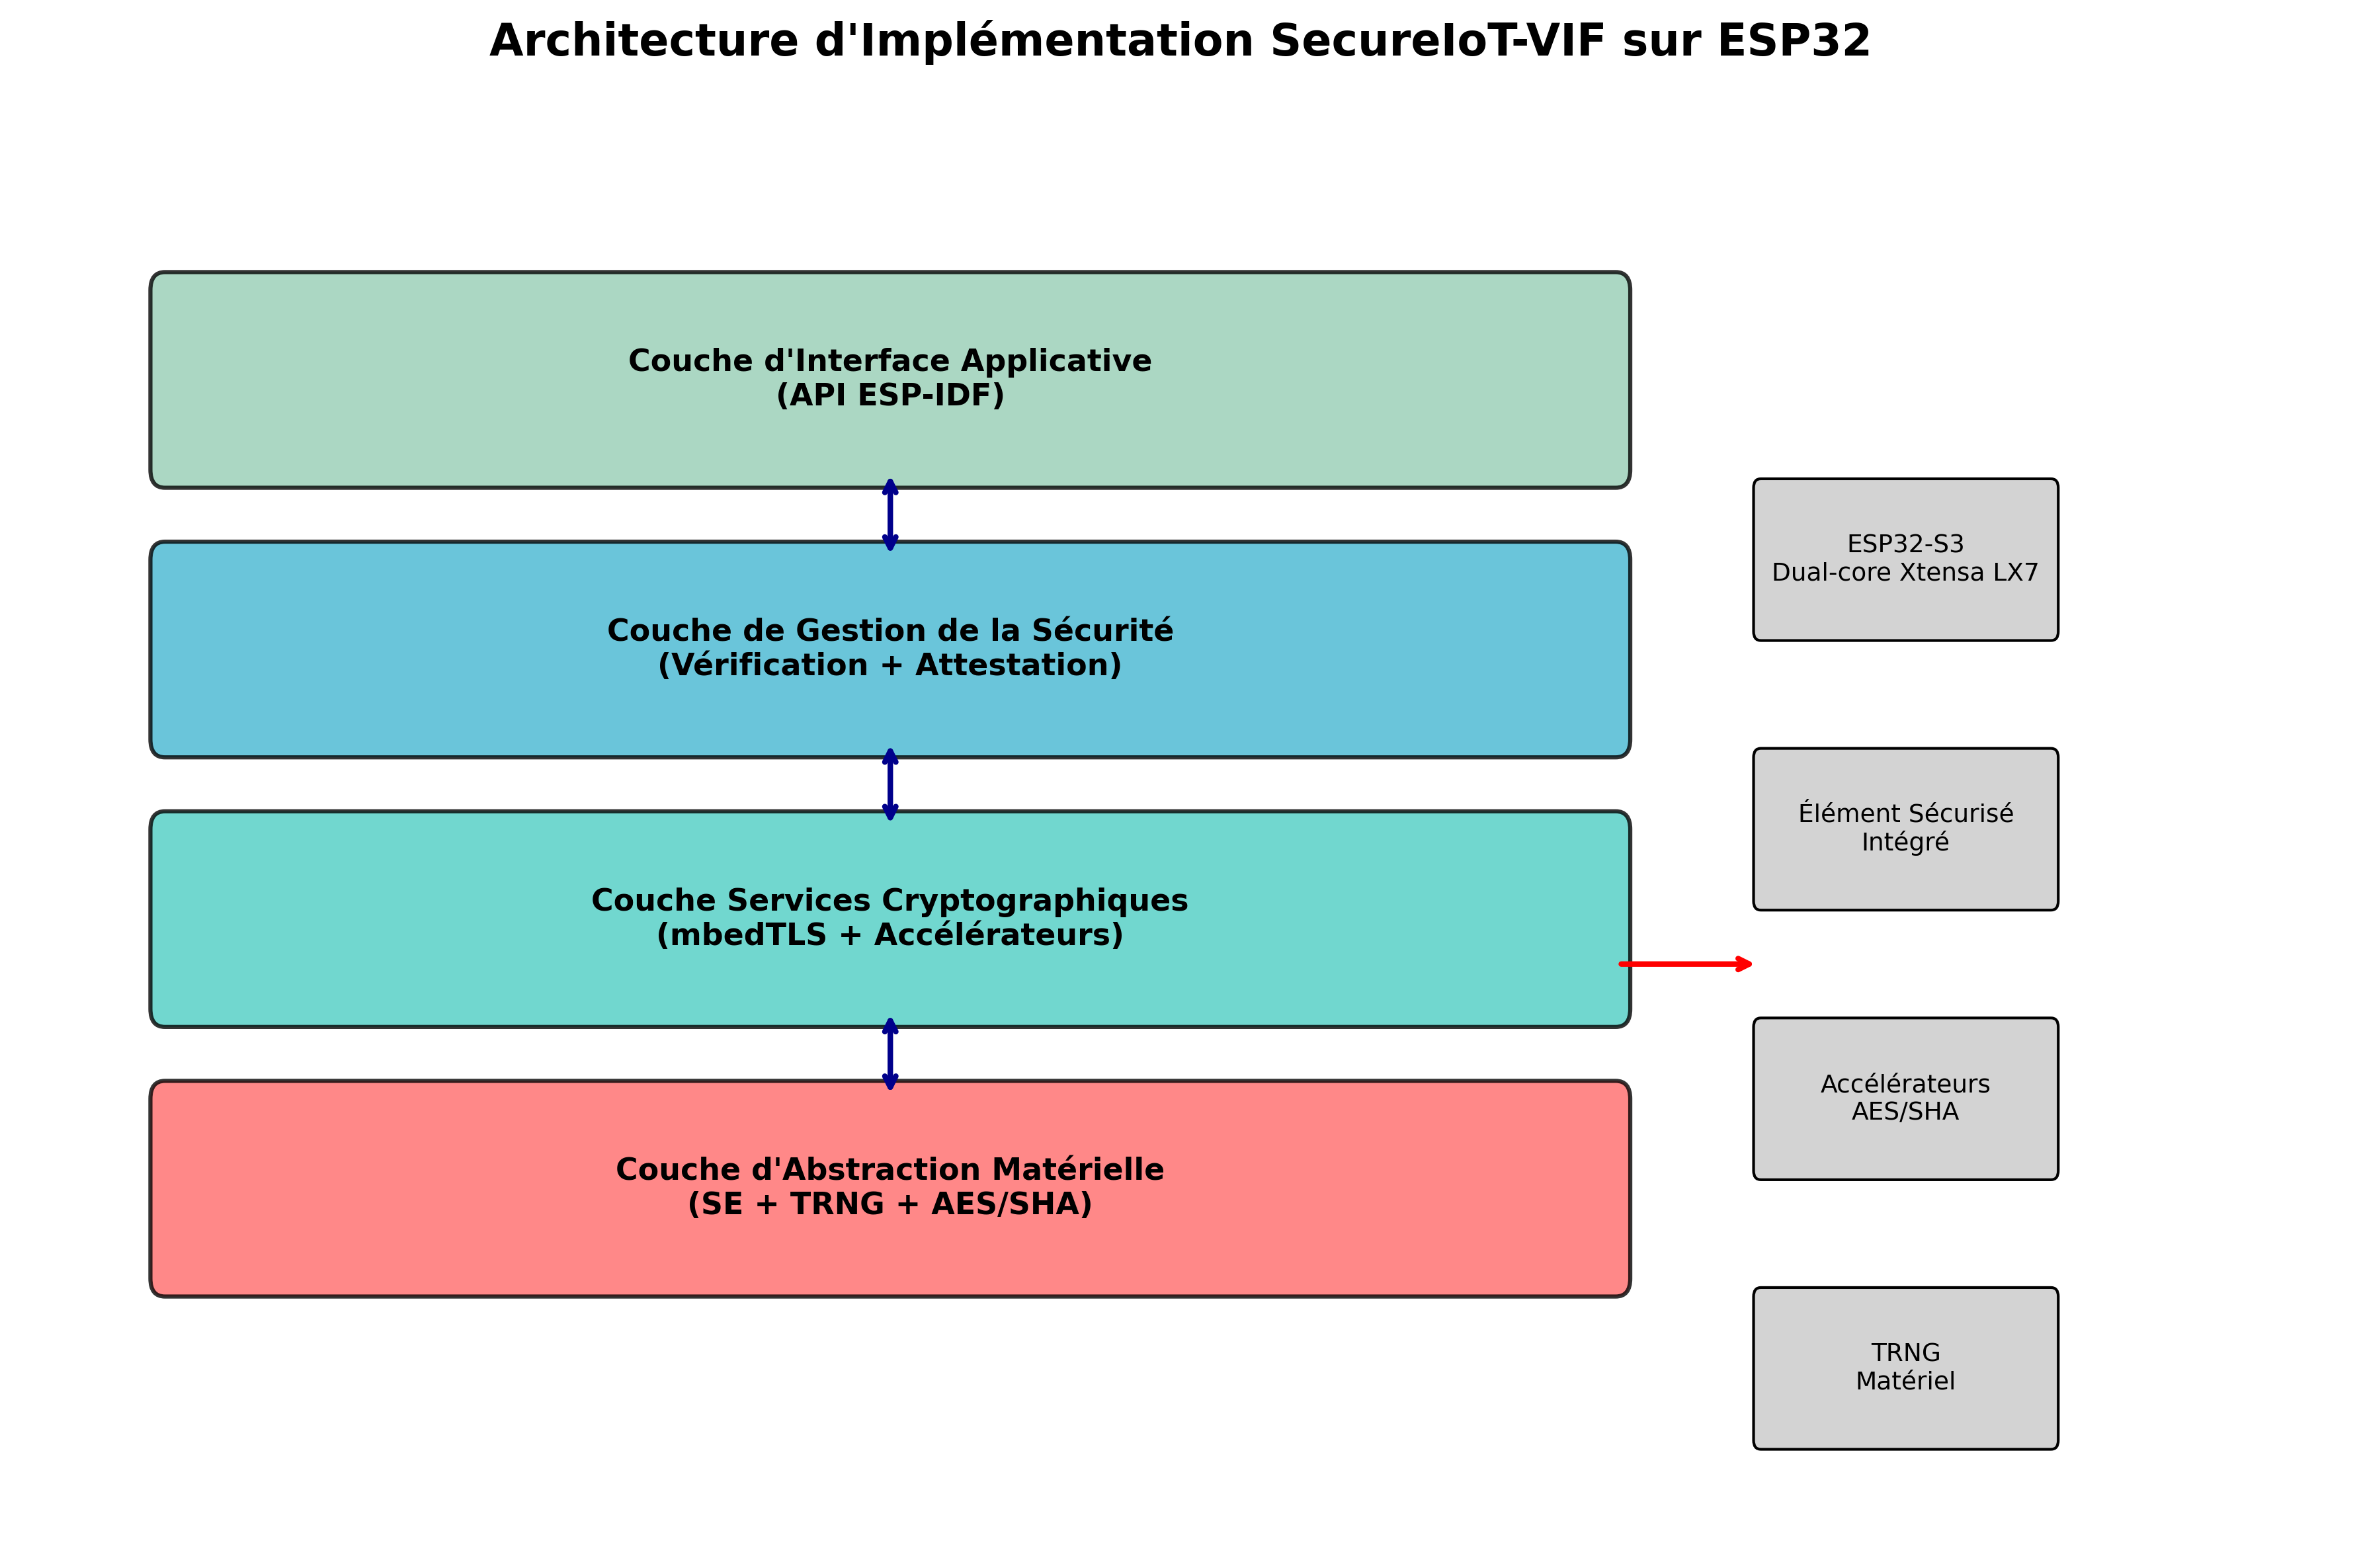 Architecture d'Implémentation SecureIoT-VIF sur ESP32
Couche d'Interface Applicative
(API ESP-IDF)
Couche de Gestion de la Sécurité
(Vérification + Attestation)
Couche Services Cryptographiques
(mbedTLS + Accélérateurs)
Couche d'Abstraction Matérielle
(SE + TRNG + AES/SHA)
ESP32-S3
Dual-core Xtensa LX7
Élément Sécurisé
Intégré
Accélérateurs
AES/SHA
TRNG
Matériel